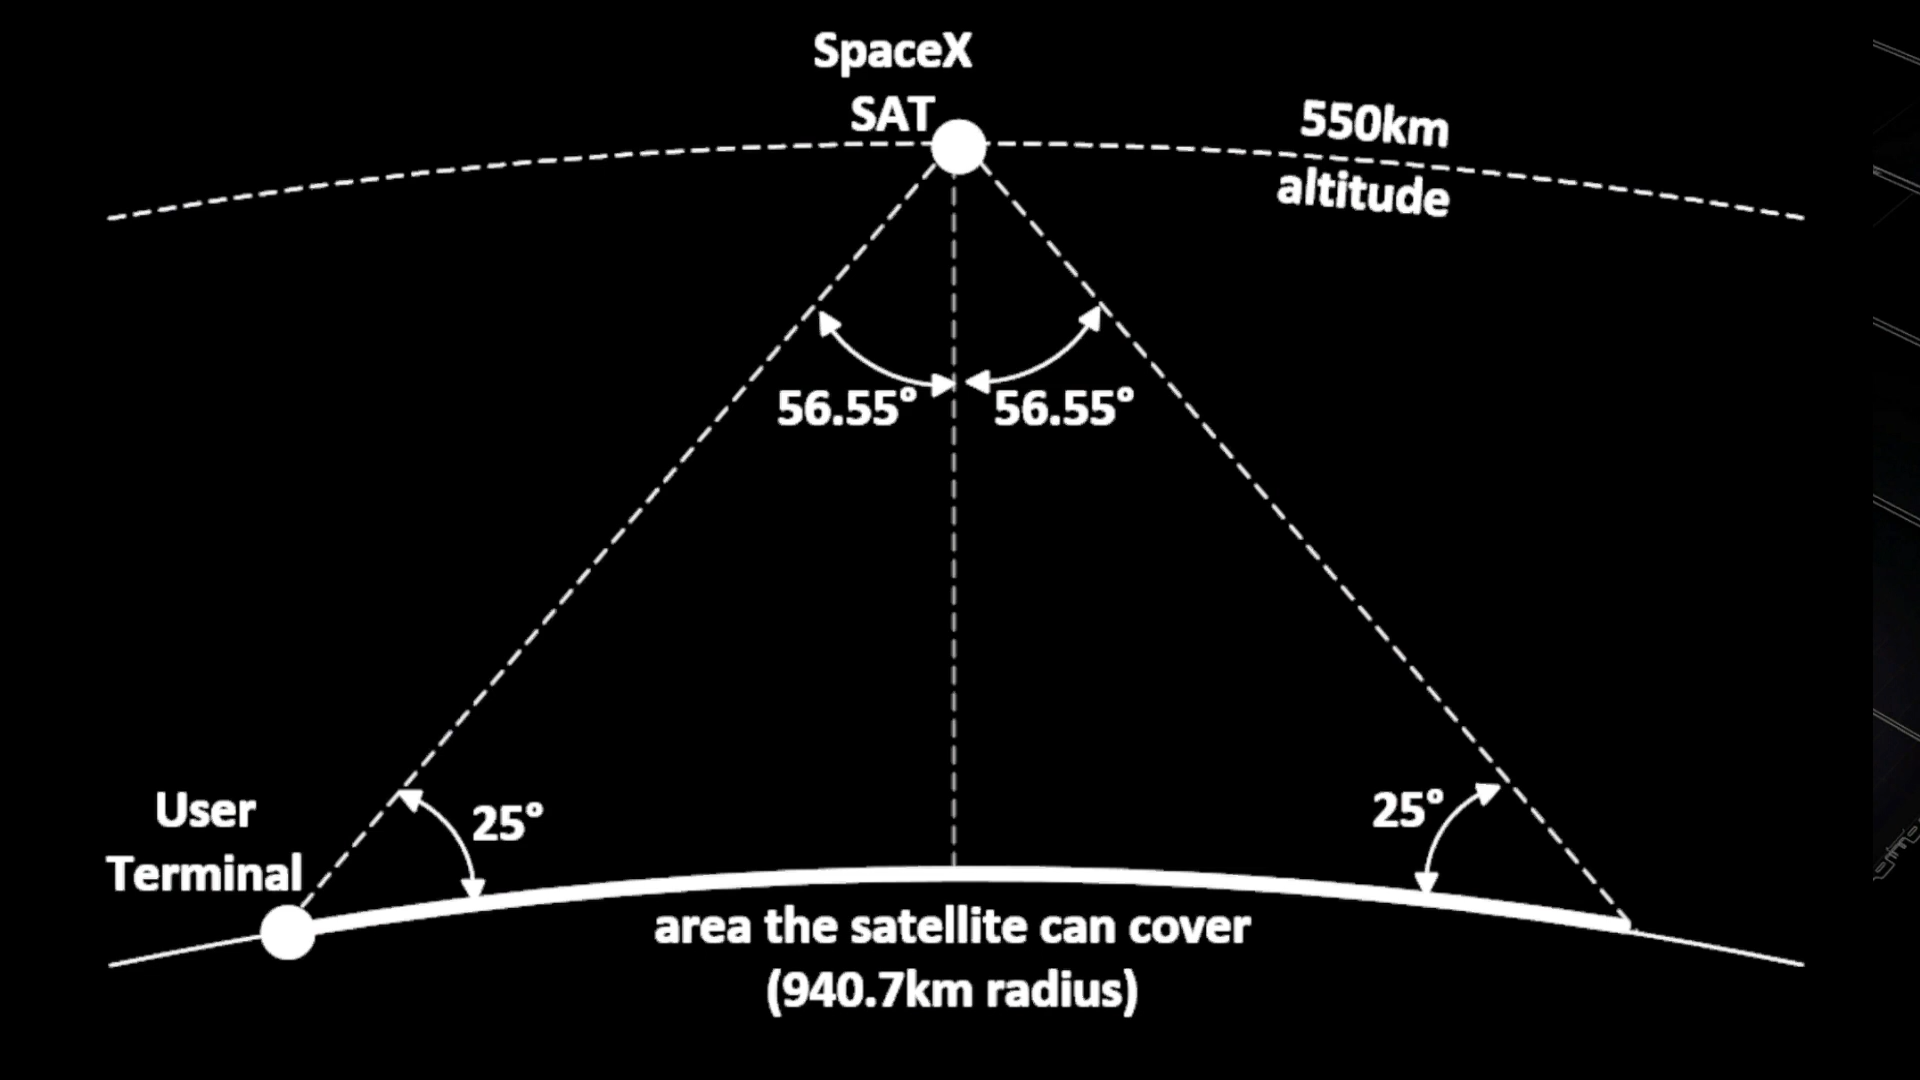 SpaceX
SAT
550km
altitude
56.55° 56.55°
User
Terminal
25°
25°
area the satellite can cover
(940.7km radius)